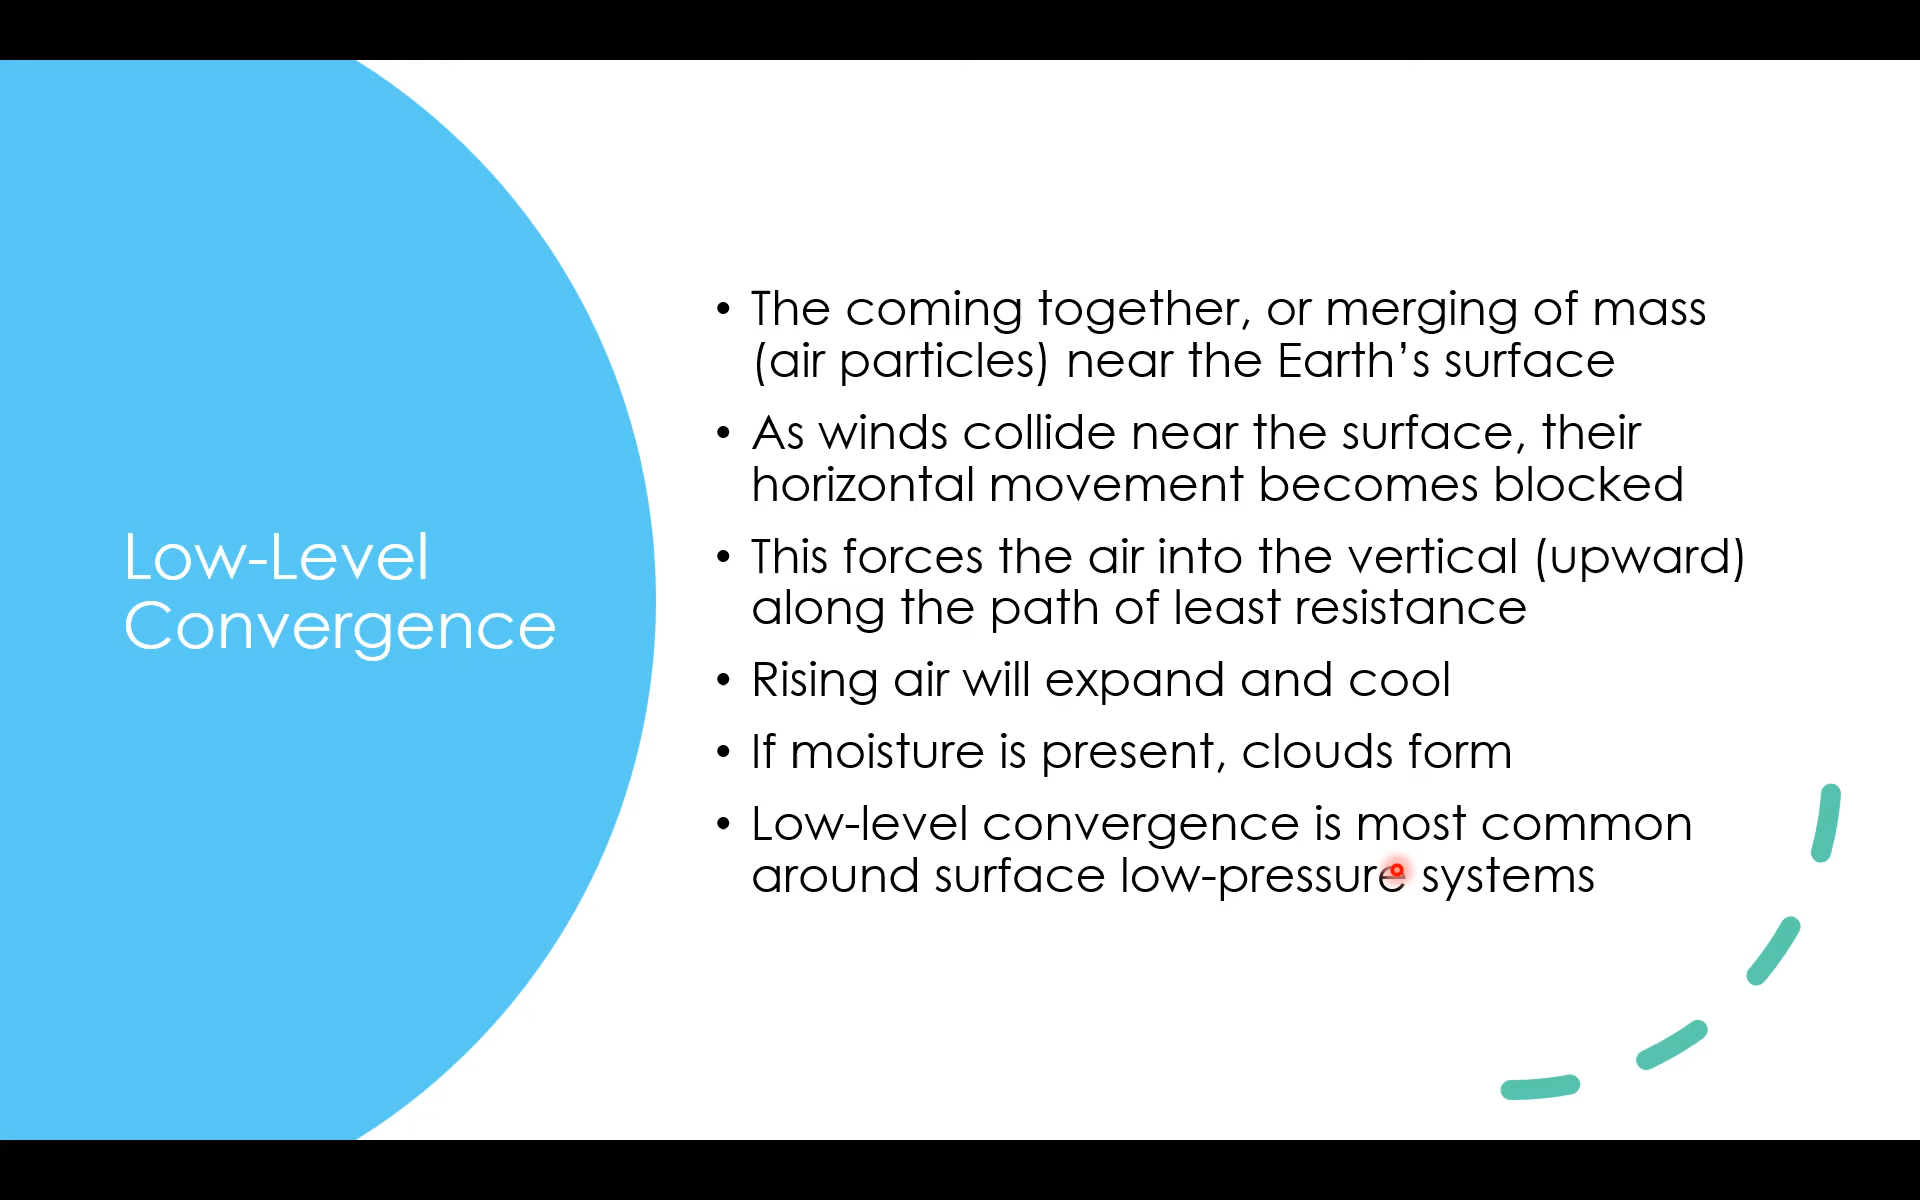 Low-Level
Convergence
• The coming together, or merging of mass
(air particles) near the Earth’s surface
• As winds collide near the surface, their
horizontal movement becomes blocked
• This forces the air into the vertical (upward)
along the path of least resistance
• Rising air will expand and cool
• If moisture is present, clouds form
• Low-level convergence is most common
around surface low-pressure systems